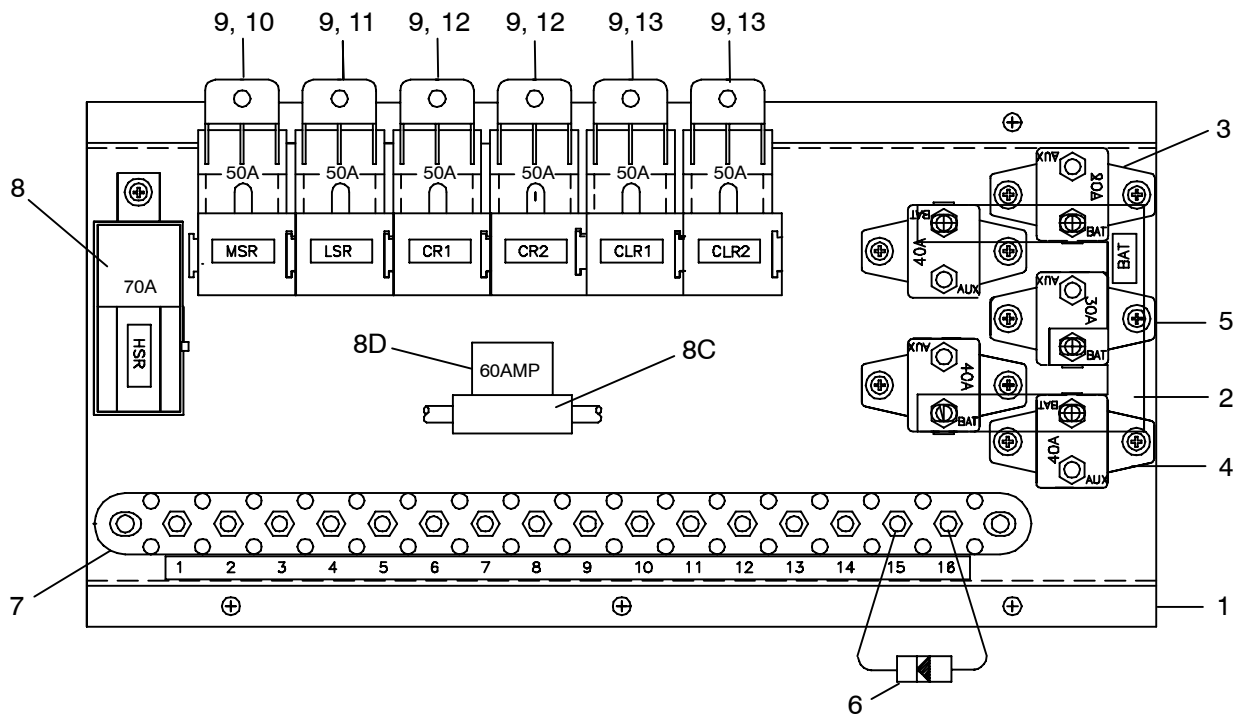 9, 10 9, 11 9, 12 9, 12 9, 13 9, 13
3
50A 50A 50A 50A 50A 50A
AUX
20A
BAT
8
MSR LSR CR1 CR2 CLR1 CLR2
BAT
40A
AUX
BAT
70A
AUX
30A
BAT
5
HSR
8D
60AMP
8C
AUX
40A
BAT
2
BAT
40A
AUX
4
1 2 3 4 5 6 7 8 9 10 11 12 13 14 15 16
7
1
6